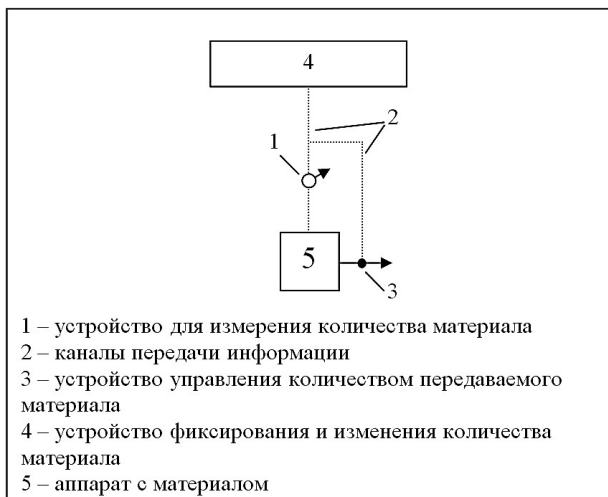 4
2
1
5
3
1 – устройство для измерения количества материала
2 – каналы передачи информации
3 – устройство управления количеством передаваемого
материала
4 – устройство фиксирования и изменения количества
материала
5 – аппарат с материалом